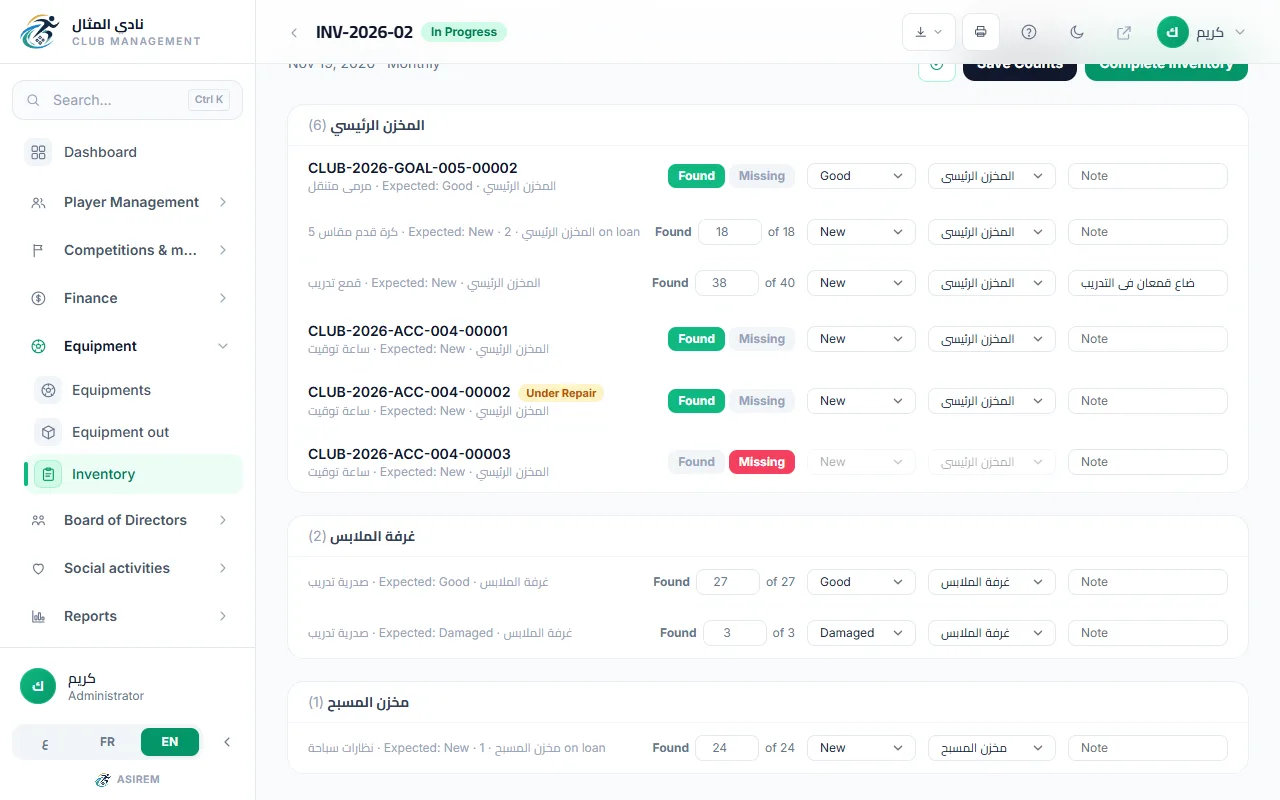 نادي المثال
CLUB MANAGEMENT
Search...
Ctrl K
Dashboard
Player Management
Competitions & m...
Finance
Equipment
Equipments
Equipment out
Inventory
Board of Directors
Social activities
Reports
ك
كريم
Administrator
ع
FR
EN
ASIREM
INV-2026-02
In Progress
ك
كريم
Nov 15, 2026 · Monthly
Save Counts
Complete Inventory
المخزن الرئيسي (6)
CLUB-2026-GOAL-005-00002
مرمى متنقل · Expected: Good · المخزن الرئيسي
Found
Missing
Good
المخزن الرئيسي
Note
كرة قدم مقاس 5 · Expected: New · المخزن الرئيسي · 2 on loan
Found
18
of 18
New
المخزن الرئيسي
Note
قمع تدريب · Expected: New · المخزن الرئيسي
Found
38
of 40
New
المخزن الرئيسي
ضاع قمعان في التدريب
CLUB-2026-ACC-004-00001
ساعة توقيت · Expected: New · المخزن الرئيسي
Found
Missing
New
المخزن الرئيسي
Note
CLUB-2026-ACC-004-00002
Under Repair
ساعة توقيت · Expected: New · المخزن الرئيسي
Found
Missing
New
المخزن الرئيسي
Note
CLUB-2026-ACC-004-00003
ساعة توقيت · Expected: New · المخزن الرئيسي
Found
Missing
New
المخزن الرئيسي
Note
غرفة الملابس (2)
صدرية تدريب · Expected: Good · غرفة الملابس
Found
27
of 27
Good
غرفة الملابس
Note
صدرية تدريب · Expected: Damaged · غرفة الملابس
Found
3
of 3
Damaged
غرفة الملابس
Note
مخزن المسبح (1)
نظارات سباحة · Expected: New · مخزن المسبح · 1 on loan
Found
24
of 24
New
مخزن المسبح
Note